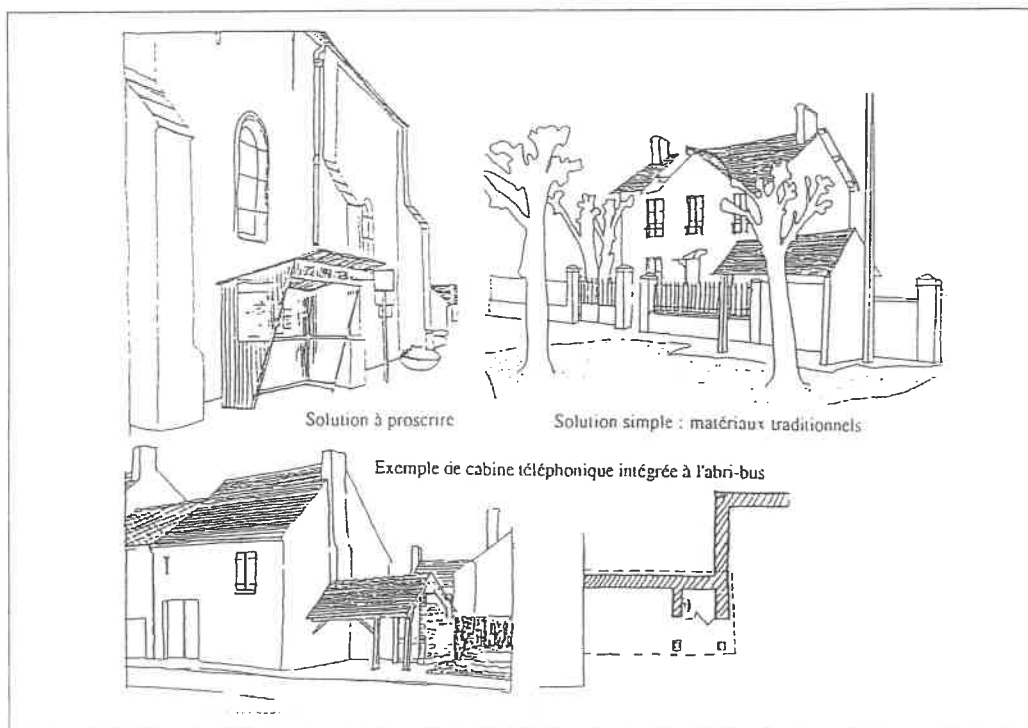 Solution à proscrire
Solution simple : matériaux traditionnels
Exemple de cabine téléphonique intégrée à l'abri-bus